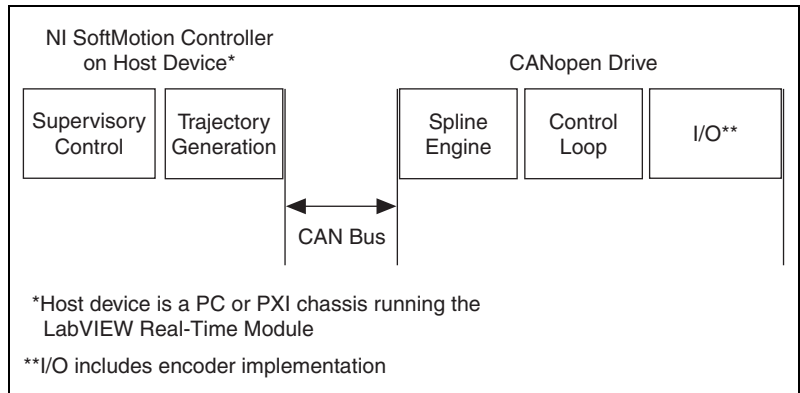 NI SoftMotion Controller
on Host Device*
CANopen Drive
Supervisory
Control
Trajectory
Generation
Spline
Engine
Control
Loop
I/O**
CAN Bus
*Host device is a PC or PXI chassis running the
LabVIEW Real-Time Module
**I/O includes encoder implementation